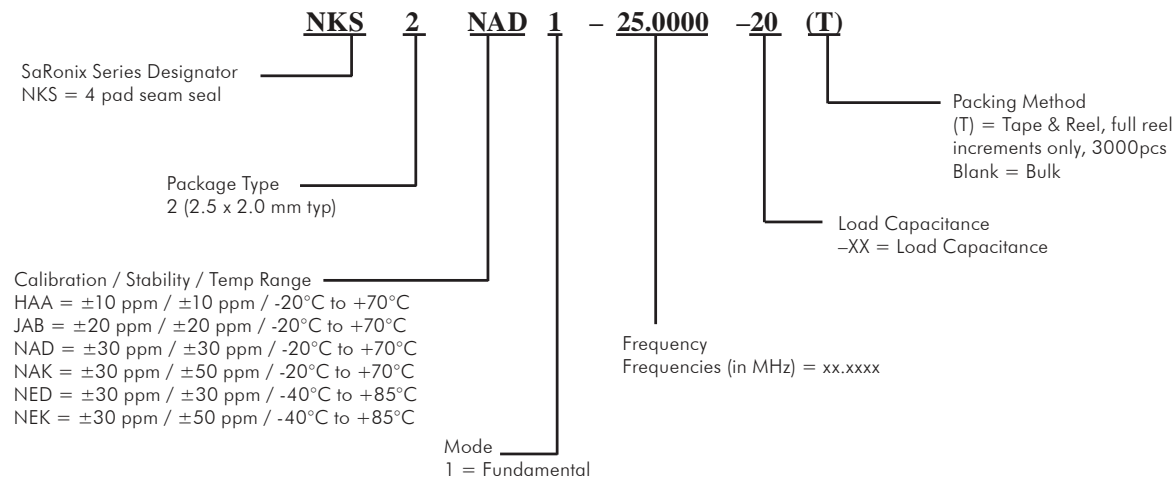 NKS 2 NAD 1 – 25.0000 –20 (T)
SaRonix Series Designator
NKS = 4 pad seam seal
Packing Method
(T) = Tape & Reel, full reel
increments only, 3000pcs
Blank = Bulk
Package Type
2 (2.5 x 2.0 mm typ)
Load Capacitance
–XX = Load Capacitance
Calibration / Stability / Temp Range
HAA = ±10 ppm / ±10 ppm / -20°C to +70°C
JAB = ±20 ppm / ±20 ppm / -20°C to +70°C
NAD = ±30 ppm / ±30 ppm / -20°C to +70°C
NAK = ±30 ppm / ±50 ppm / -20°C to +70°C
NED = ±30 ppm / ±30 ppm / -40°C to +85°C
NEK = ±30 ppm / ±50 ppm / -40°C to +85°C
Frequency
Frequencies (in MHz) = xx.xxxx
Mode
1 = Fundamental